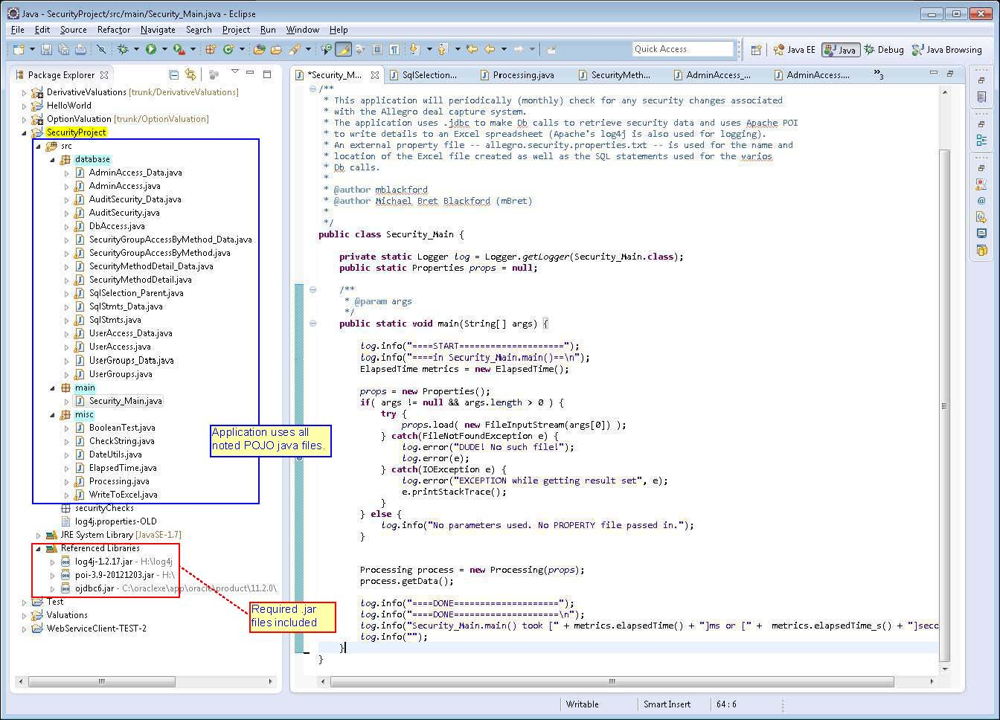 Java - SecurityProject/src/main/Security_Main.java - Eclipse
File Edit Source Refactor Navigate Search Project Run Window Help
Quick Access
Java EE
Java
Debug
Java Browsing
Package Explorer
DerivativeValuations [trunk/DerivativeValuations]
HelloWorld
OptionValuation [trunk/OptionValuation]
SecurityProject
src
database
AdminAccess_Data.java
AdminAccess.java
AuditSecurity_Data.java
AuditSecurity.java
DbAccess.java
SecurityGroupAccessByMethod_Data.java
SecurityGroupAccessByMethod.java
SecurityMethodDetail_Data.java
SecurityMethodDetail.java
SqlSelection_Parent.java
SqlStmts_Data.java
SqlStmts.java
UserAccess_Data.java
UserAccess.java
UserGroups_Data.java
UserGroups.java
main
Security_Main.java
misc
BooleanTest.java
CheckString.java
DateUtils.java
ElapsedTime.java
Processing.java
WriteToExcel.java
securityChecks
log4j.properties-OLD
JRE System Library [JavaSE-1.7]
Referenced Libraries
log4j-1.2.17.jar - H:\log4j
poi-3.9-20121203.jar - H:\
ojdbc6.jar - C:\oraclexe\app\oracle\product\11.2.0\
Test
Valuations
WebServiceClient-TEST-2
Application uses all
noted POJO java files.
Required .jar
files included
*Security_M...
SqlSelection...
Processing.java
SecurityMeth...
AdminAccess_...
AdminAccess....
»3
/**
* This application will periodically (monthly) check for any security changes associated
* with the Allegro deal capture system.
* The application uses .jdbc to make Db calls to retrieve security data and uses Apache POI
* to write details to an Excel spreadsheet (Apache's log4j is also used for logging).
* An external property file -- allegro.security.properties.txt -- is used for the name and
* location of the Excel file created as well as the SQL statements used for the varios
* Db calls.
*
* @author mblackford
* @author Michael Bret Blackford (mBret)
*
*/
public class Security_Main {
private static Logger log = Logger.getLogger(Security_Main.class);
public static Properties props = null;
/**
* @param args
*/
public static void main(String[] args) {
log.info("====START====================");
log.info("====in Security_Main.main()==\n");
ElapsedTime metrics = new ElapsedTime();
props = new Properties();
if( args != null && args.length > 0 ) {
try {
props.load( new FileInputStream(args[0]) );
} catch(FileNotFoundException e) {
log.error("DUDE! No such file!");
log.error(e);
} catch(IOException e) {
log.error("EXCEPTION while getting result set", e);
e.printStackTrace();
}
} else {
log.info("No parameters used. No PROPERTY file passed in.");
}
Processing process = new Processing(props);
process.getData();
log.info("====DONE====================");
log.info("====DONE====================\n");
log.info("Security_Main.main() took [" + metrics.elapsedTime() + "]ms or [" + metrics.elapsedTime_s() + "]seco
log.info("");
}
}
Writable
Smart Insert
64 : 6